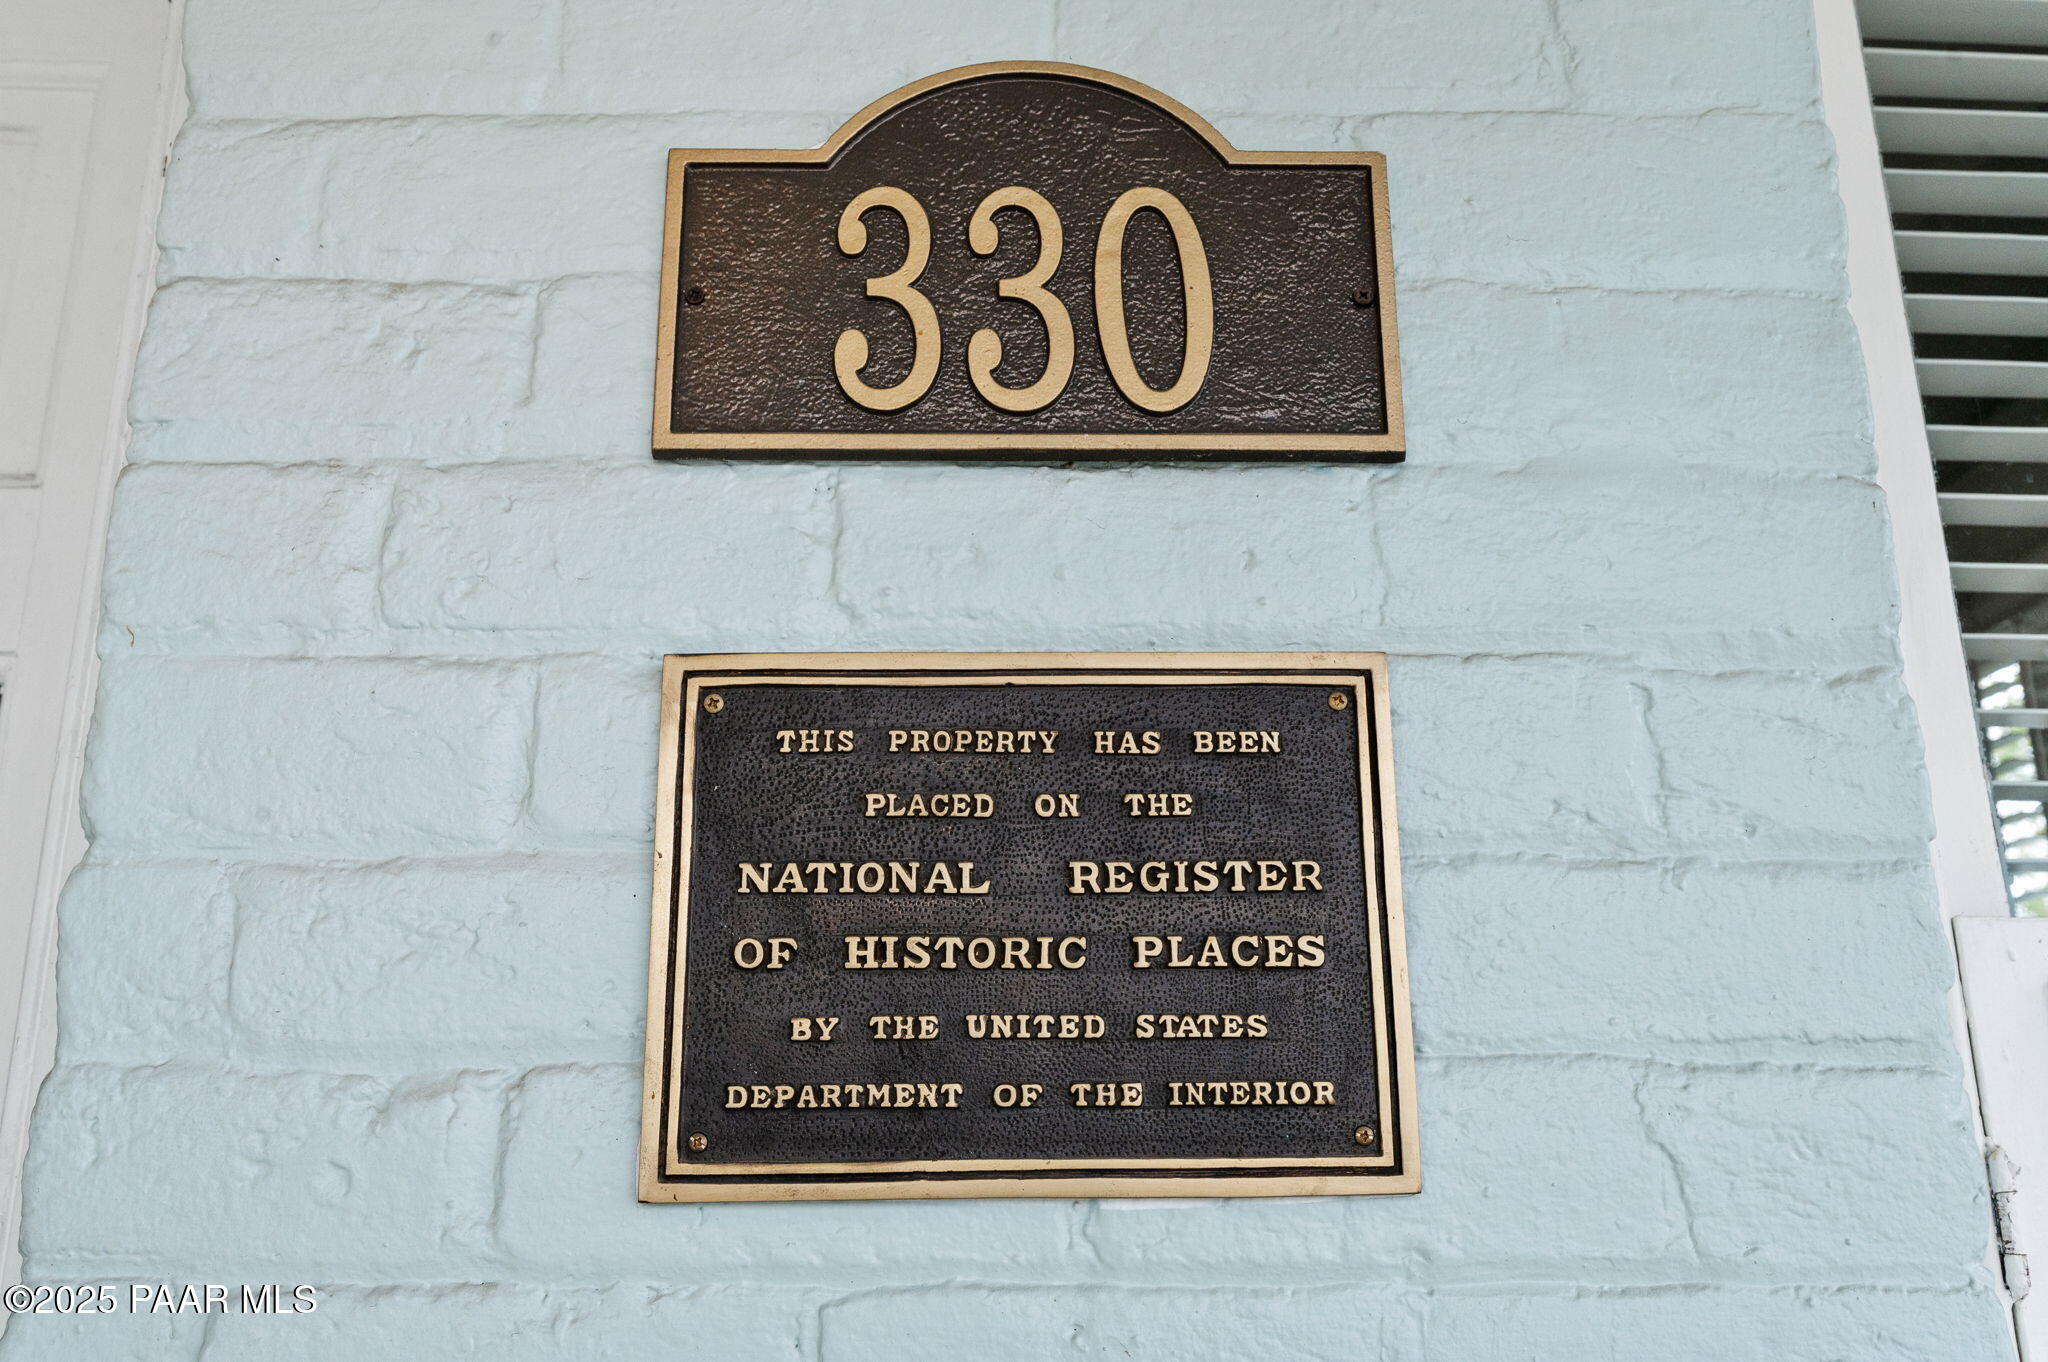 330
THIS PROPERTY HAS BEEN
PLACED ON THE
NATIONAL REGISTER
OF HISTORIC PLACES
BY THE UNITED STATES
DEPARTMENT OF THE INTERIOR
©2025 PAAR MLS